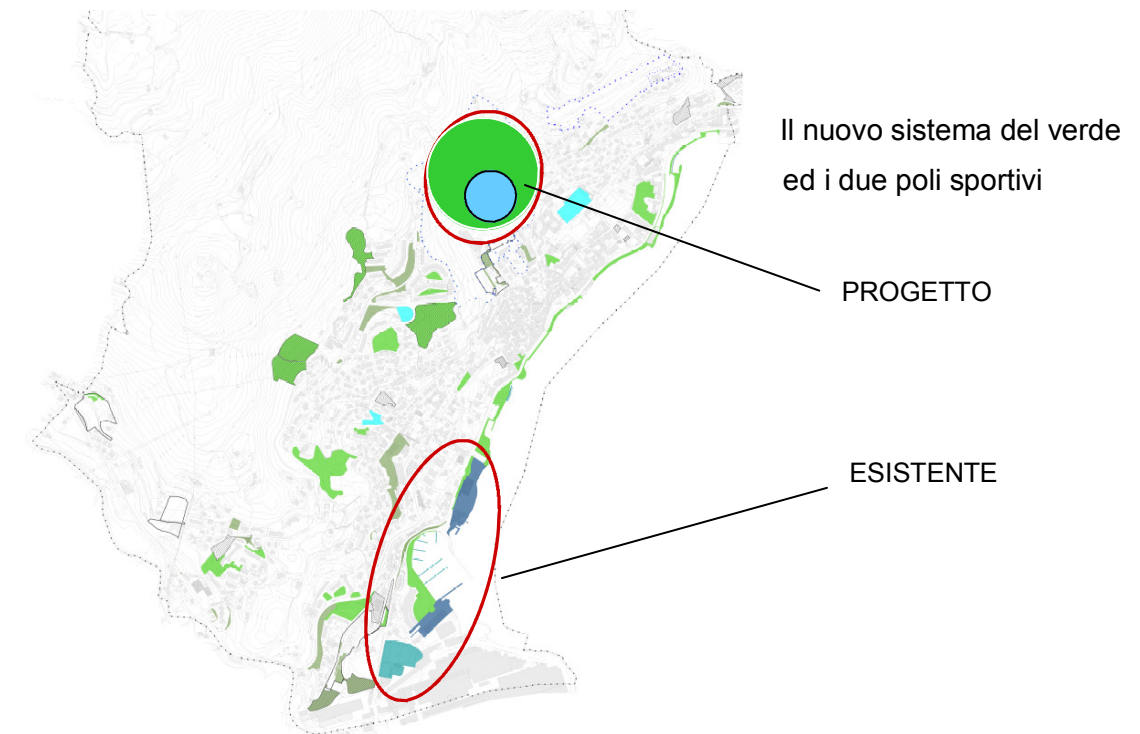 Il nuovo sistema del verde
ed i due poli sportivi
PROGETTO
ESISTENTE